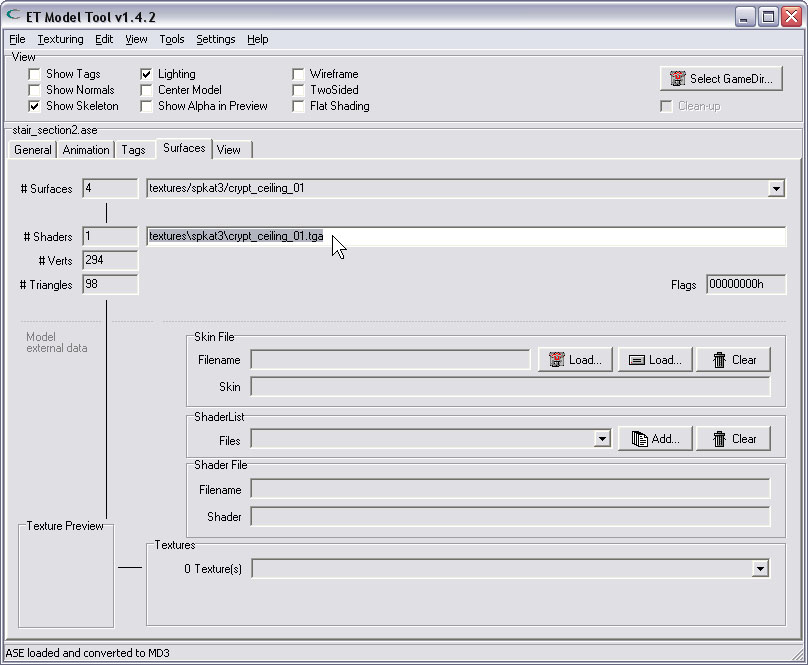 ET Model Tool v1.4.2
File Texturing Edit View Tools Settings Help
View
Show Tags Lighting Wireframe
Show Normals Center Model TwoSided
Show Skeleton Show Alpha in Preview Flat Shading
Select GameDir...
Clean-up
stair_section2.ase
General Animation Tags Surfaces View
# Surfaces 4 textures/spkat3/crypt_ceiling_01
# Shaders 1 textures\spkat3\crypt_ceiling_01.tga
# Verts 294
# Triangles 98 Flags 00000000h
Model
external data
Skin File
Filename Load... Load... Clear
Skin
ShaderList
Files Add... Clear
Shader File
Filename
Shader
Texture Preview
Textures
0 Texture(s)
ASE loaded and converted to MD3